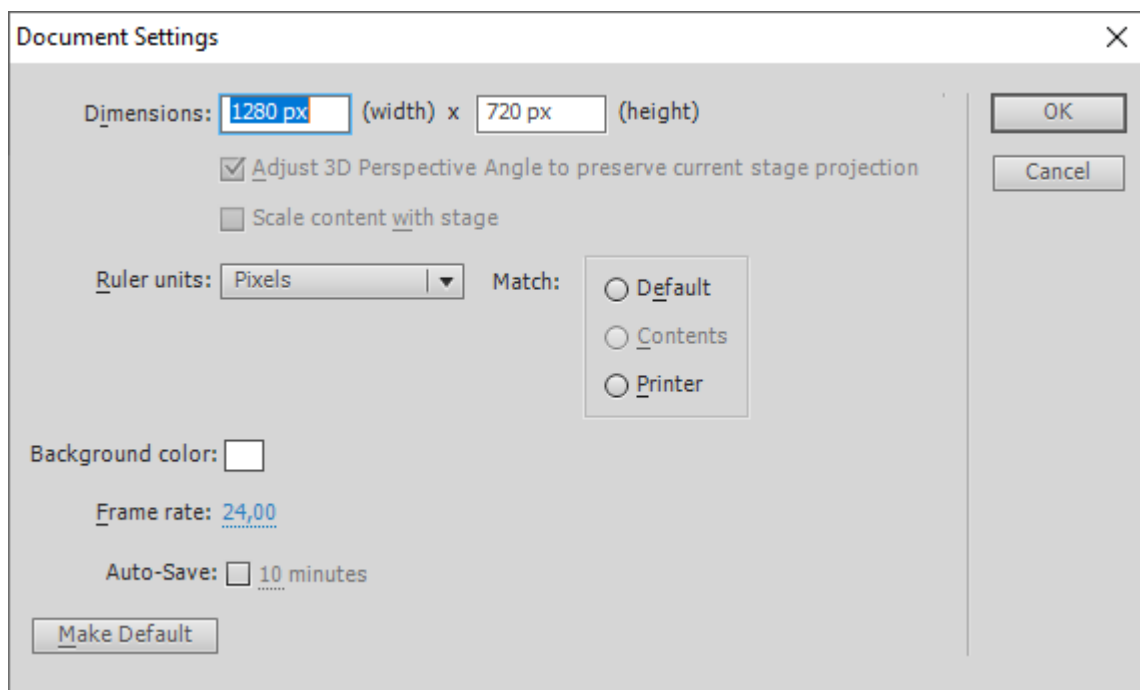 Document Settings
Dimensions: 1280 px (width) x 720 px (height)
OK
Adjust 3D Perspective Angle to preserve current stage projection
Cancel
Scale content with stage
Ruler units: Pixels Match: Default
Contents
Printer
Background color:
Frame rate: 24,00
Auto-Save: 10 minutes
Make Default